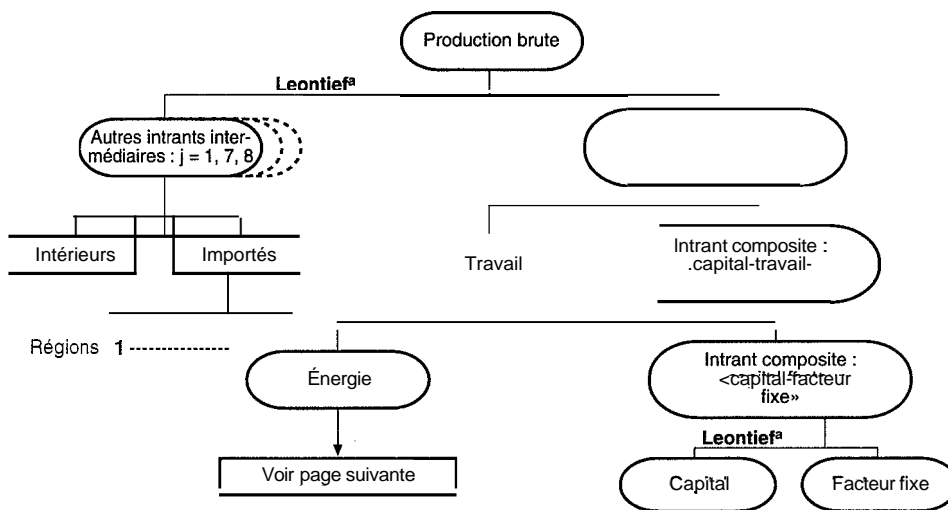 Production brute
Leontiefª
Autres intrants inter-
médiaires : j = 1, 7, 8
Intérieurs
Importés
Travail
Intrant composite :
.capital-travail-
Régions 1
Énergie
Intrant composite :
<capital-facteur
fixe»
Voir page suivante
Leontiefª
Capital
Facteur fixe